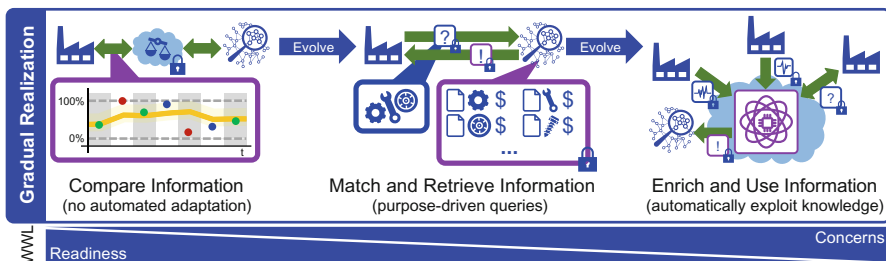 Gradual Realization
Evolve
Evolve
?
!
100%
0%
t
$
$
$
$
...
?
!
Compare Information
(no automated adaptation)
Match and Retrieve Information
(purpose-driven queries)
Enrich and Use Information
(automatically exploit knowledge)
WWL
Readiness
Concerns